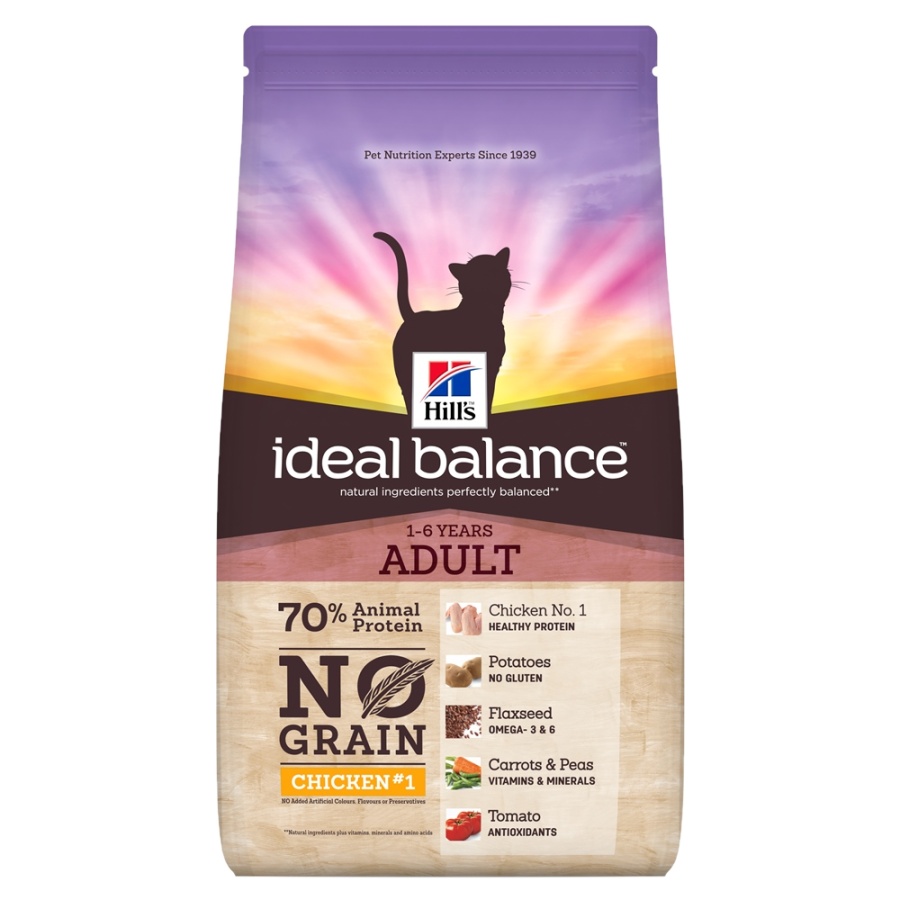 Pet Nutrition Experts Since 1939
Hill's™
ideal balance™
natural ingredients perfectly balanced**
1-6 YEARS
ADULT
70% Animal
Protein
NO
GRAIN
CHICKEN #1
NO Added Artificial Colours, Flavours or Preservatives
**Natural ingredients plus vitamins, minerals and amino acids
Chicken No. 1
HEALTHY PROTEIN
Potatoes
NO GLUTEN
Flaxseed
OMEGA- 3 & 6
Carrots & Peas
VITAMINS & MINERALS
Tomato
ANTIOXIDANTS